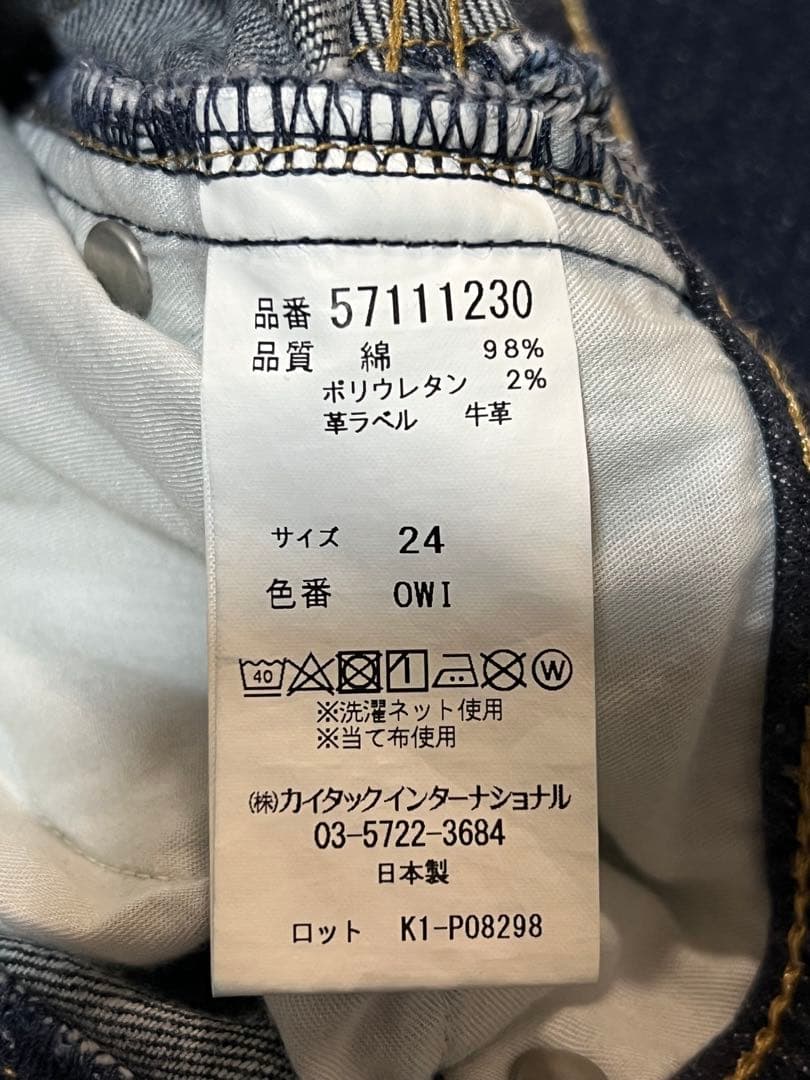 品番 57111230
品質 綿 98%
ポリウレタン 2%
革ラベル 牛革
サイズ 24
色番 OWI
40 W
※洗濯ネット使用
※当て布使用
㈱カイタックインターナショナル
03-5722-3684
日本製
ロット K1-P08298